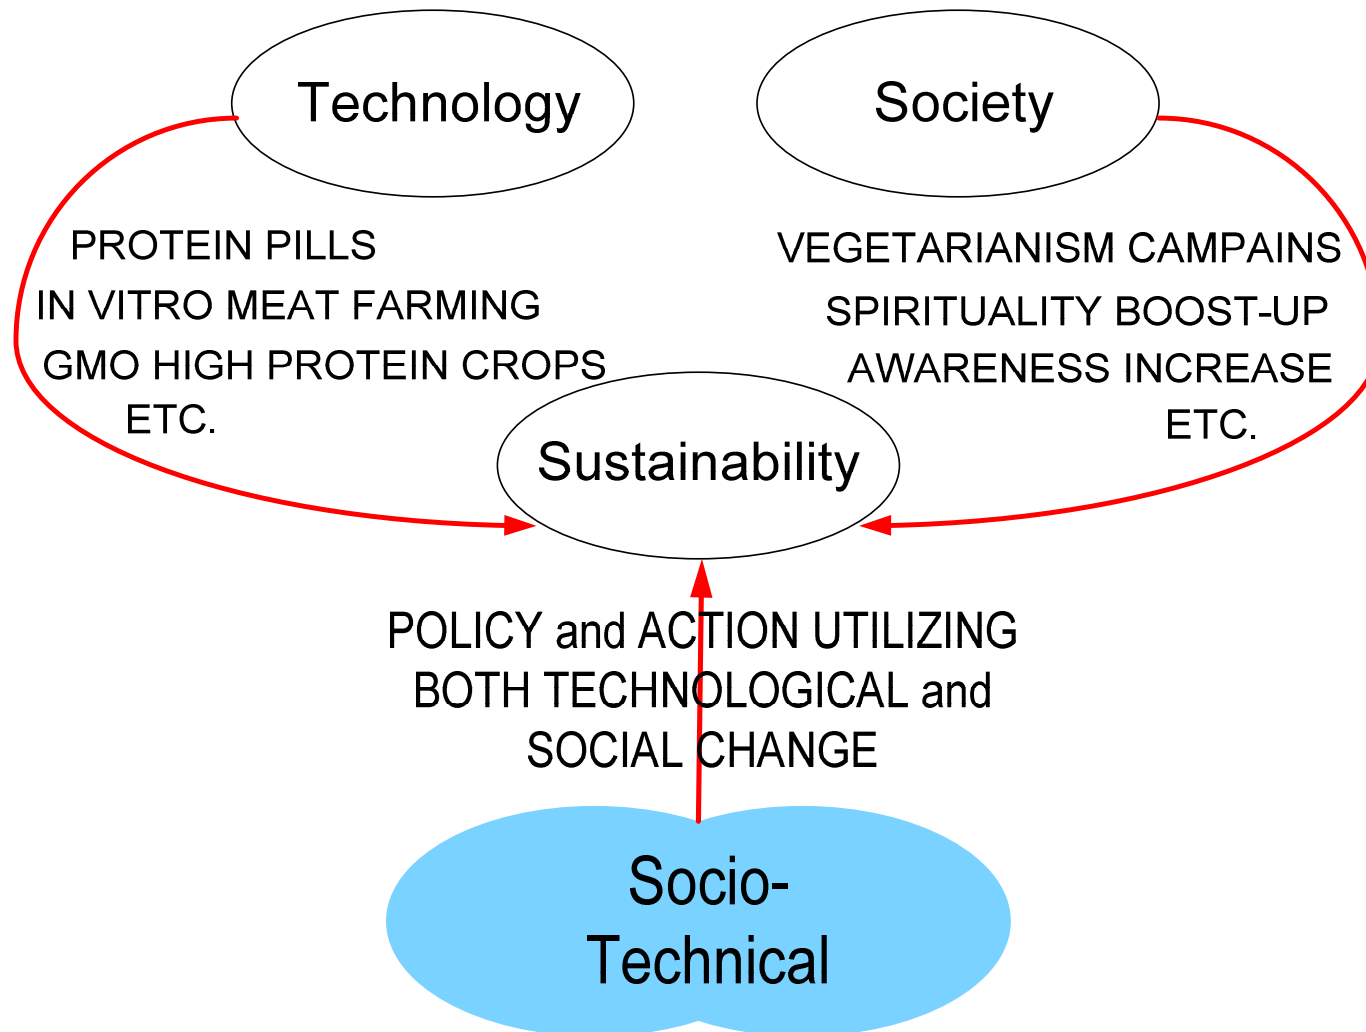 Technology
Society
PROTEIN PILLS
IN VITRO MEAT FARMING
GMO HIGH PROTEIN CROPS
ETC.
VEGETARIANISM CAMPAINS
SPIRITUALITY BOOST-UP
AWARENESS INCREASE
ETC.
Sustainability
POLICY and ACTION UTILIZING
BOTH TECHNOLOGICAL and
SOCIAL CHANGE
Socio-
Technical